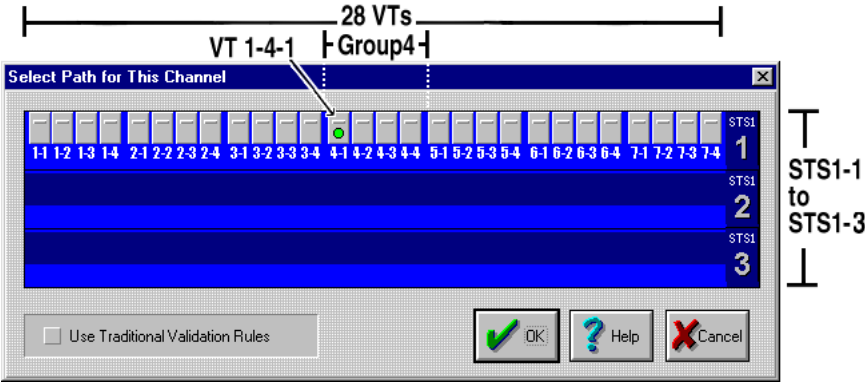 28 VTs
VT 1-4-1 Group4
Select Path for This Channel
STS1
1-1 1-2 1-3 1-4 2-1 2-2 2-3 2-4 3-1 3-2 3-3 3-4 4-1 4-2 4-3 4-4 5-1 5-2 5-3 5-4 6-1 6-2 6-3 6-4 7-1 7-2 7-3 7-4 1
STS1
2
STS1
3
STS1-1
to
STS1-3
Use Traditional Validation Rules
OK
Help
Cancel